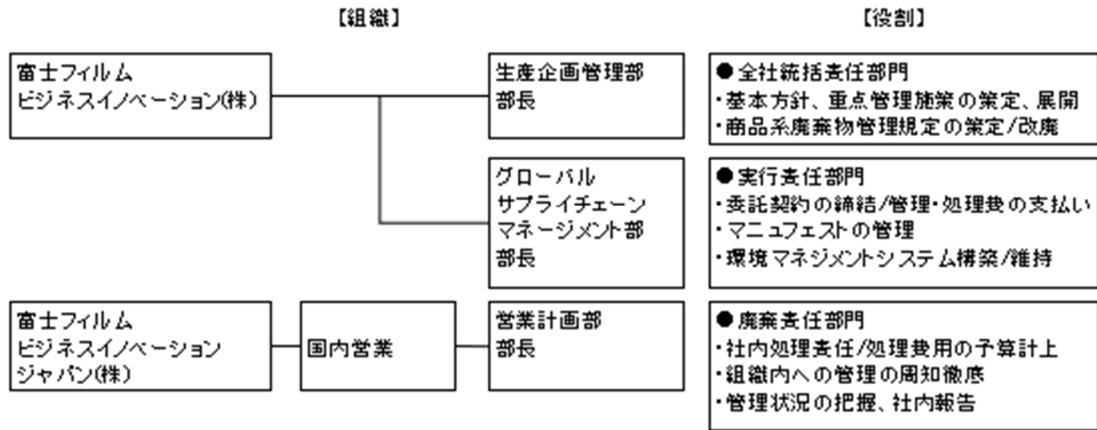 【組織】
【役割】
富士フィルム
ビジネスイノベーション(株)
生産企画管理部
部長
●全社統括責任部門
・基本方針、重点管理施策の策定、展開
・商品系廃棄物管理規定の策定/改廃
グローバル
サプライチェーン
マネージメント部
部長
●実行責任部門
・委託契約の締結/管理・処理費の支払い
・マニュフェストの管理
・環境マネジメントシステム構築/維持
富士フィルム
ビジネスイノベーション
ジャパン(株)
国内営業
営業計画部
部長
●廃棄責任部門
・社内処理責任/処理費用の予算計上
・組織内への管理の周知徹底
・管理状況の把握、社内報告